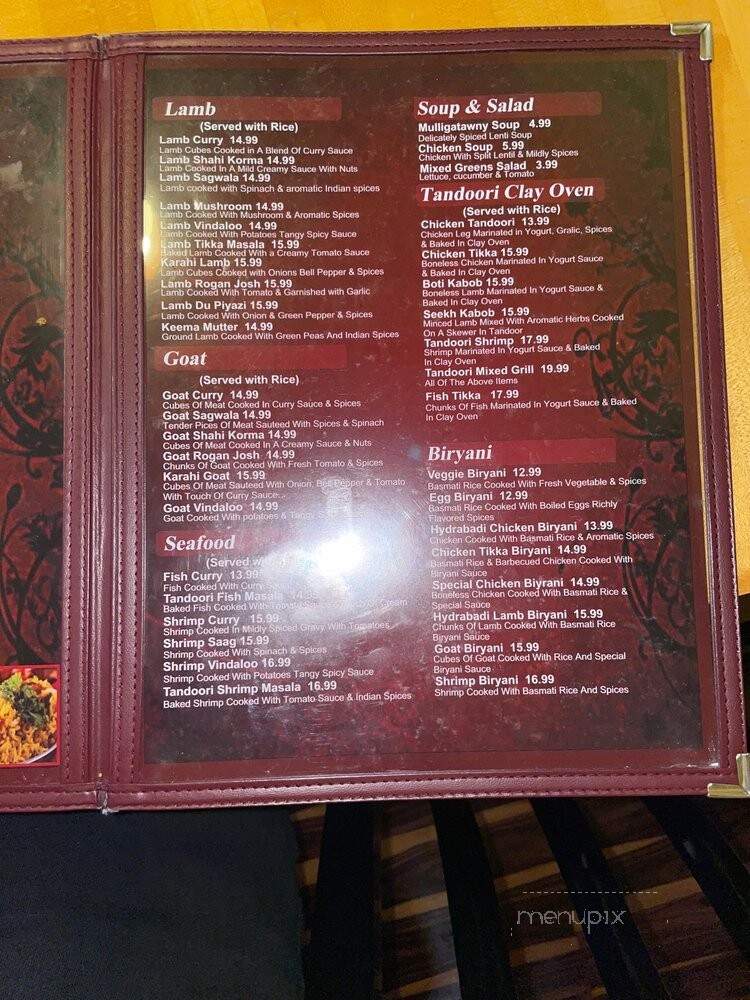 Lamb
(Served with Rice)
Lamb Curry 14.99
Lamb Cubes Cooked in A Blend Of Curry Sauce
Lamb Shahi Korma 14.99
Lamb Cooked In A Mild Creamy Sauce With Nuts
Lamb Sagwala 14.99
Lamb cooked with Spinach & aromatic Indian spices
Lamb Mushroom 14.99
Lamb Cooked With Mushroom & Aromatic Spices
Lamb Vindaloo 14.99
Lamb Cooked With Potatoes Tangy Spicy Sauce
Lamb Tikka Masala 15.99
Baked Lamb Cooked With a Creamy Tomato Sauce
Karahi Lamb 15.99
Lamb Cubes Cooked with Onions Bell Pepper & Spices
Lamb Rogan Josh 15.99
Lamb Cooked With Tomato & Garnished with Garlic
Lamb Du Piyazi 15.99
Lamb Cooked With Onion & Green Pepper & Spices
Keema Mutter 14.99
Ground Lamb Cooked With Green Peas And Indian Spices
Goat
(Served with Rice)
Goat Curry 14.99
Cubes Of Meat Cooked In Curry Sauce & Spices
Goat Sagwala 14.99
Tender Pices Of Meat Sauteed With Spices & Spinach
Goat Shahi Korma 14.99
Cubes Of Meat Cooked In A Creamy Sauce & Nuts
Goat Rogan Josh 14.99
Chunks Of Goat Cooked With Fresh Tomato & Spices
Karahi Goat 15.99
Cubes Of Meat Sauteed With Onion, Bell Pepper & Tomato
With Touch Of Curry Sauce...
Goat Vindaloo 14.99
Goat Cooked With potatoes & Tangy
Seafood
(Served
Fish Curry 13.99
Fish Cooked With Curry
Tandoori Fish Masala 14.99
Baked Fish Cooked With Tomato Sauce Cream
Shrimp Curry 15.99
Shrimp Cooked In Mildly Spiced Gravy With Tomatoes
Shrimp Saag 15.99
Shrimp Cooked With Spinach & Spices
Shrimp Vindaloo 16.99
Shrimp Cooked With Potatoes Tangy Spicy Sauce
Tandoori Shrimp Masala 16.99
Baked Shrimp Cooked With Tomato Sauce & Indian Spices
Soup & Salad
Mulligatawny Soup 4.99
Delicately Spiced Lenti Soup
Chicken Soup 5.99
Chicken With Split Lentil & Mildly Spices
Mixed Greens Salad 3.99
Lettuce, cucumber & Tomato
Tandoori Clay Oven
(Served with Rice)
Chicken Tandoori 13.99
Chicken Leg Marinated in Yogurt, Gralic, Spices
& Baked In Clay Oven
Chicken Tikka 15.99
Boneless Chicken Marinated In Yogurt Sauce
& Baked In Clay Oven
Boti Kabob 15.99
Boneless Lamb Marinated In Yogurt Sauce &
Baked In Clay Oven
Seekh Kabob 15.99
Minced Lamb Mixed With Aromatic Herbs Cooked
On A Skewer In Tandoor
Tandoori Shrimp 17.99
Shrimp Marinated In Yogurt Sauce & Baked
In Clay Oven
Tandoori Mixed Grill 19.99
All Of The Above Items
Fish Tikka 17.99
Chunks Of Fish Marinated In Yogurt Sauce & Baked
In Clay Oven
Biryani
Veggie Biryani 12.99
Basmati Rice Cooked With Fresh Vegetable & Spices
Egg Biryani 12.99
Basmati Rice Cooked With Boiled Eggs Richly
Flavored Spices
Hydrabadi Chicken Biryani 13.99
Chicken Cooked With Basmati Rice & Aromatic Spices
Chicken Tikka Biryani 14.99
Basmati Rice & Barbecued Chicken Cooked With
Biryani Sauce
Special Chicken Biyrani 14.99
Boneless Chicken Cooked With Basmati Rice &
Special Sauce
Hydrabadi Lamb Biryani 15.99
Chunks Of Lamb Cooked With Basmati Rice
Biryani Sauce
Goat Biryani 15.99
Cubes Of Goat Cooked With Rice And Special
Biryani Sauce
Shrimp Biryani 16.99
Shrimp Cooked With Basmati Rice And Spices
menupix